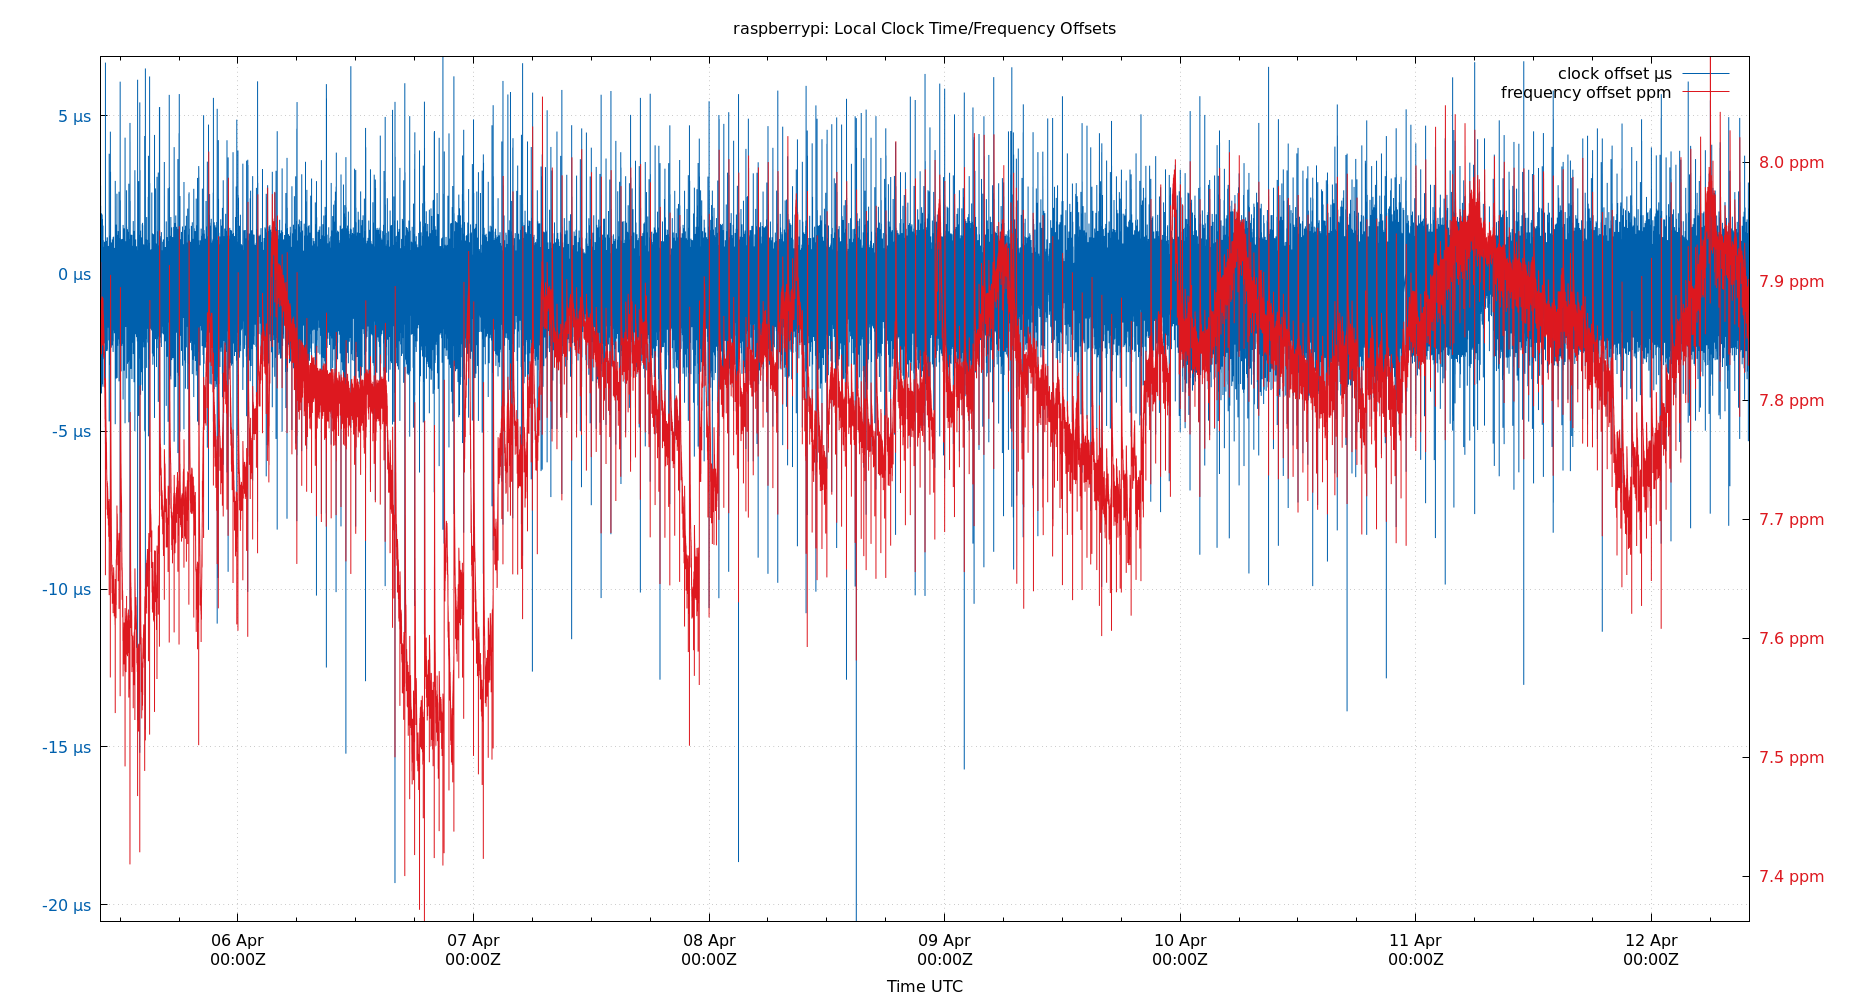 raspberrypi: Local Clock Time/Frequency Offsets
clock offset µs
frequency offset ppm
5 µs
0 µs
-5 µs
-10 µs
-15 µs
-20 µs
8.0 ppm
7.9 ppm
7.8 ppm
7.7 ppm
7.6 ppm
7.5 ppm
7.4 ppm
06 Apr 07 Apr 08 Apr 09 Apr 10 Apr 11 Apr 12 Apr
00:00Z 00:00Z 00:00Z 00:00Z 00:00Z 00:00Z 00:00Z
Time UTC